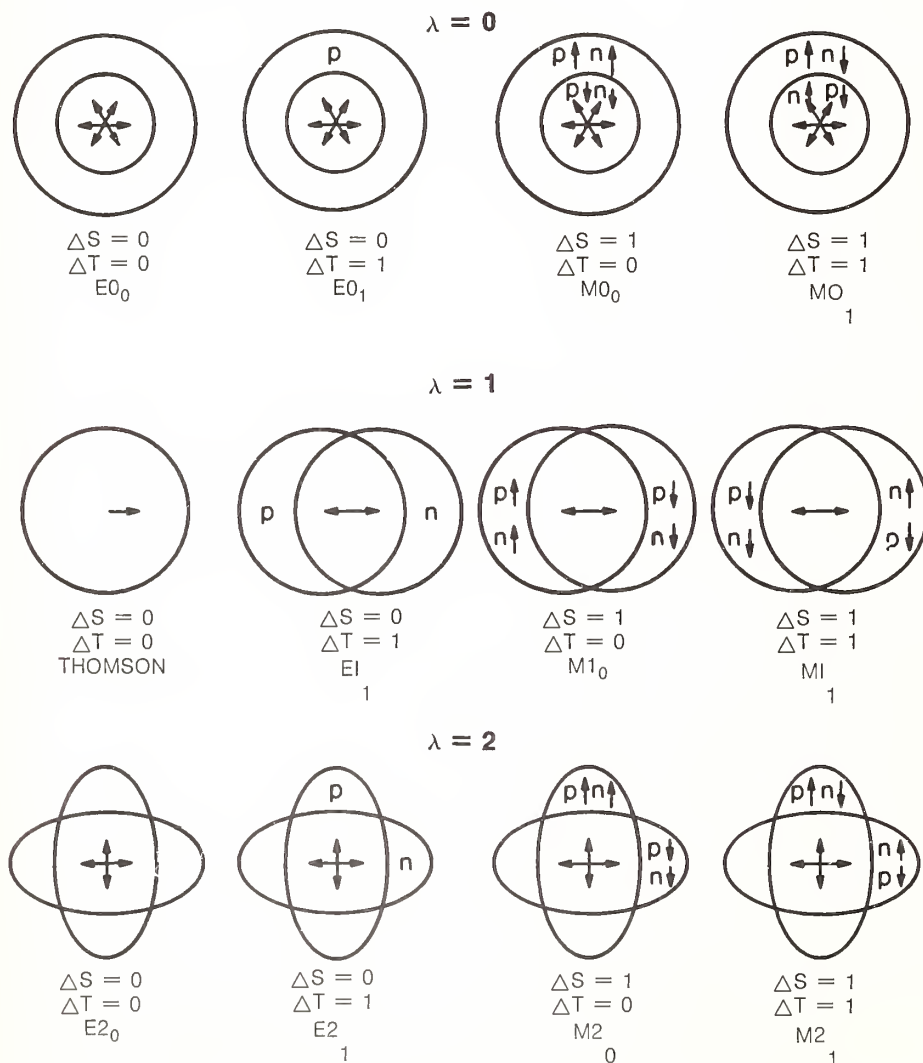 λ = 0
p
p↑ n↑
p↓ n↓
p↑ n↓
n↑ p↓
△S = 0 △S = 0 △S = 1 △S = 1
△T = 0 △T = 1 △T = 0 △T = 1
E0₀ E0₁ M0₀ MO
1
λ = 1
p n
p↑ p↓
n↑ n↓
p↓ n↑
n↓ p↓
△S = 0 △S = 0 △S = 1 △S = 1
△T = 0 △T = 1 △T = 0 △T = 1
THOMSON EI M1₀ MI
1 1
λ = 2
p
n
p↑ n↑
p↓
n↓
p↑ n↓
n↑
p↓
△S = 0 △S = 0 △S = 1 △S = 1
△T = 0 △T = 1 △T = 0 △T = 1
E2₀ E2 M2 M2
1 0 1